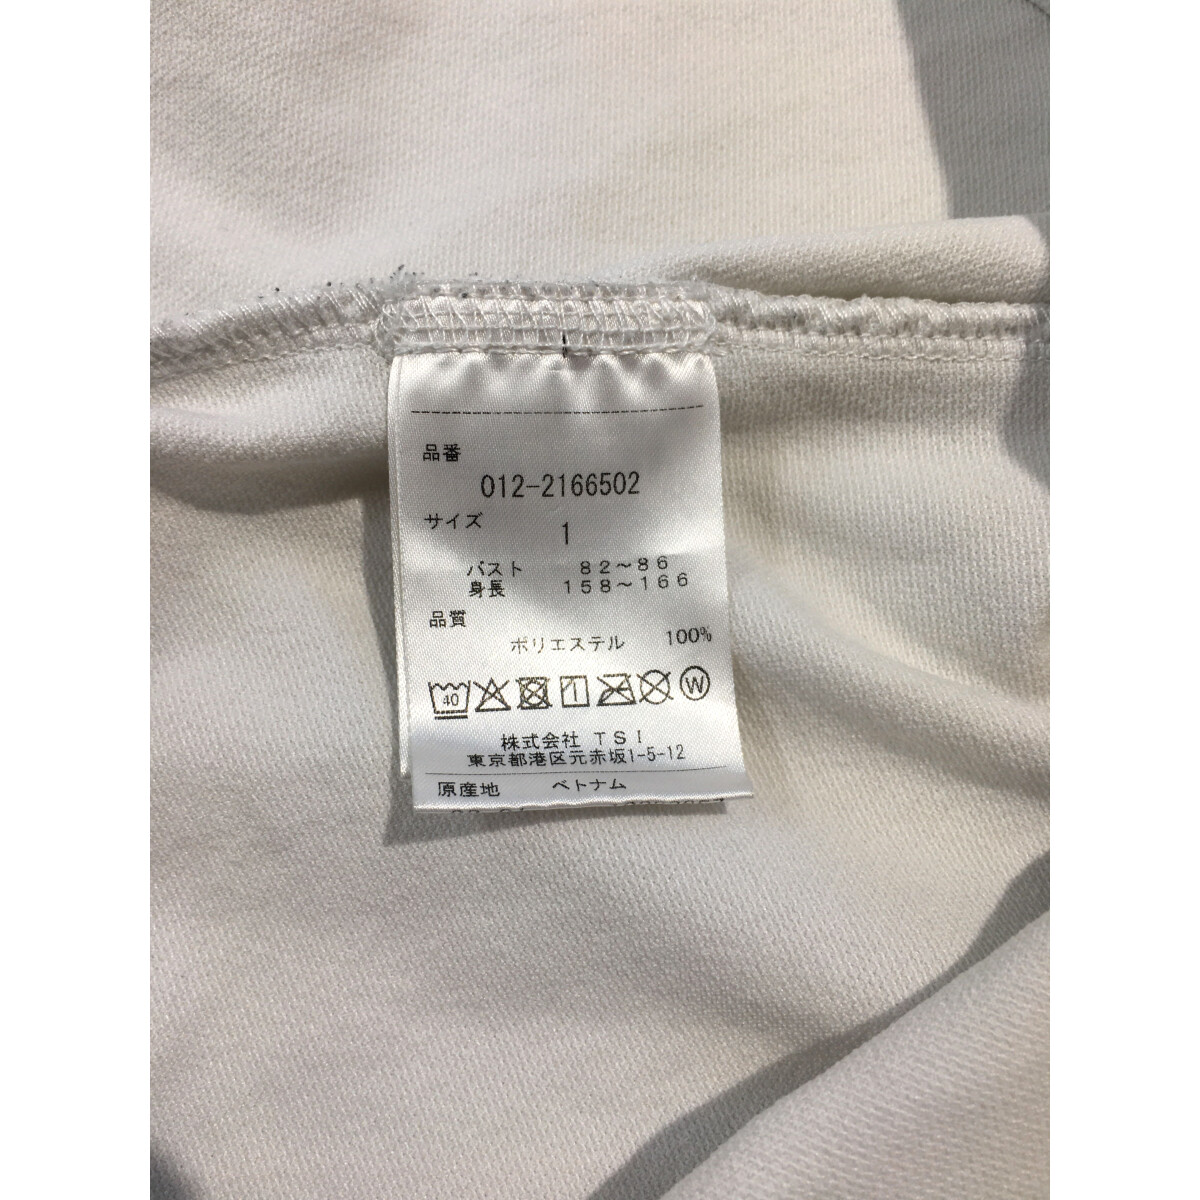 品番
012-2166502
サイズ 1
バスト 82～86
身長 158～166
品質
ポリエステル 100%
40 W
株式会社 TSI
東京都港区元赤坂1-5-12
原産地 ベトナム